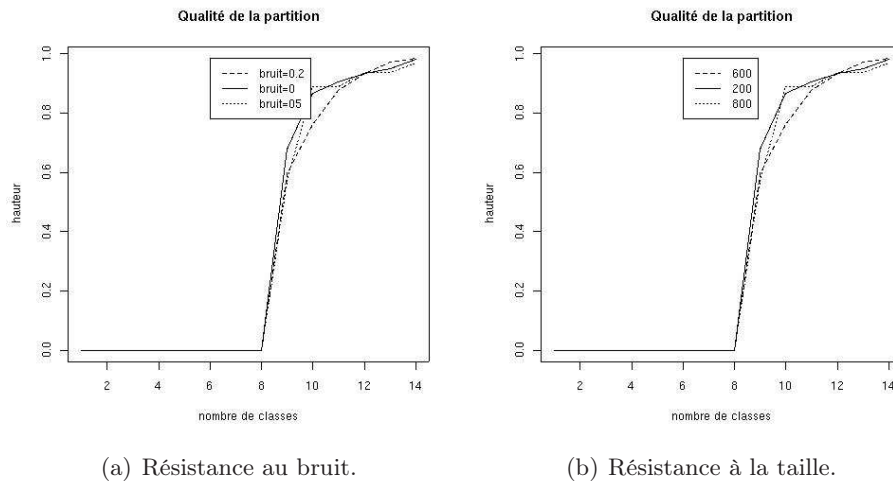 Qualité de la partition
hauteur
0.0 0.2 0.4 0.6 0.8 1.0
bruit=0.2
bruit=0
bruit=05
2 4 6 8 10 12 14
nombre de classes
(a) Résistance au bruit.
Qualité de la partition
hauteur
0.0 0.2 0.4 0.6 0.8 1.0
600
200
800
2 4 6 8 10 12 14
nombre de classes
(b) Résistance à la taille.